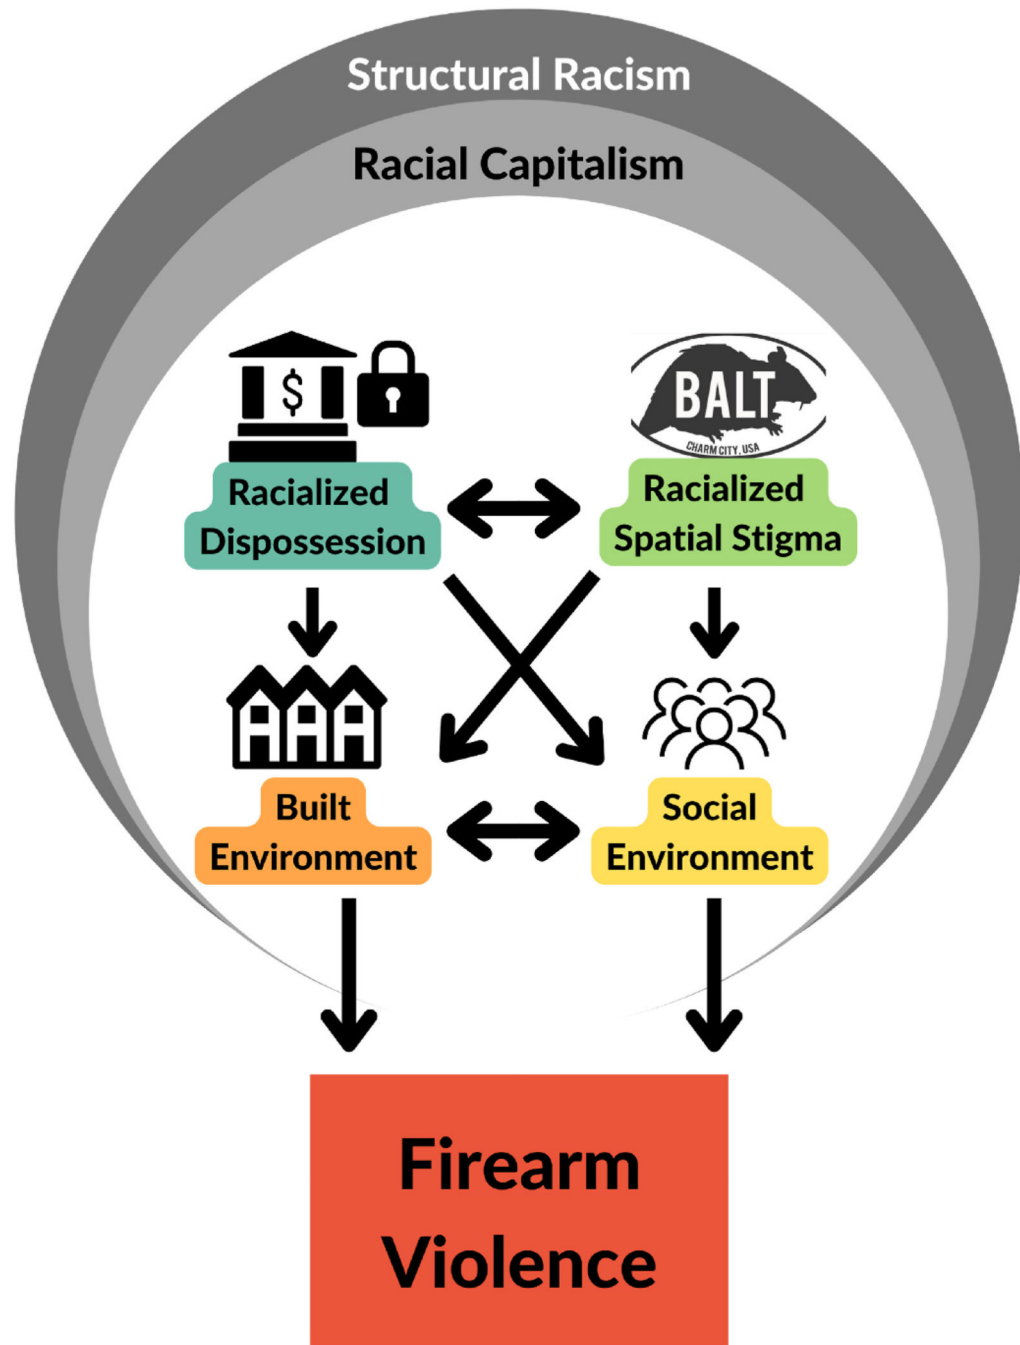 Structural Racism
Racial Capitalism
$
BALT
CHARM CITY, USA
Racialized
Dispossession
Racialized
Spatial Stigma
Built
Environment
Social
Environment
Firearm
Violence